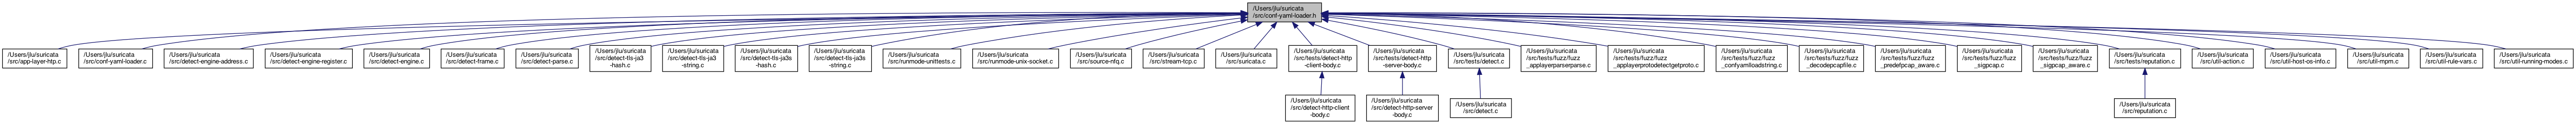 /Users/jlu/suricata
/src/conf-yaml-loader.h
/Users/jlu/suricata
/src/app-layer-htp.c
/Users/jlu/suricata
/src/conf-yaml-loader.c
/Users/jlu/suricata
/src/detect-engine-address.c
/Users/jlu/suricata
/src/detect-engine-register.c
/Users/jlu/suricata
/src/detect-engine.c
/Users/jlu/suricata
/src/detect-frame.c
/Users/jlu/suricata
/src/detect-parse.c
/Users/jlu/suricata
/src/detect-tls-ja3
-hash.c
/Users/jlu/suricata
/src/detect-tls-ja3
-string.c
/Users/jlu/suricata
/src/detect-tls-ja3s
-hash.c
/Users/jlu/suricata
/src/detect-tls-ja3s
-string.c
/Users/jlu/suricata
/src/runmode-unittests.c
/Users/jlu/suricata
/src/runmode-unix-socket.c
/Users/jlu/suricata
/src/source-nfq.c
/Users/jlu/suricata
/src/stream-tcp.c
/Users/jlu/suricata
/src/suricata.c
/Users/jlu/suricata
/src/tests/detect-http
-client-body.c
/Users/jlu/suricata
/src/tests/detect-http
-server-body.c
/Users/jlu/suricata
/src/tests/detect.c
/Users/jlu/suricata
/src/tests/fuzz/fuzz
_applayerparserparse.c
/Users/jlu/suricata
/src/tests/fuzz/fuzz
_applayerprotodetectgetproto.c
/Users/jlu/suricata
/src/tests/fuzz/fuzz
_confyamlloadstring.c
/Users/jlu/suricata
/src/tests/fuzz/fuzz
_decodepcapfile.c
/Users/jlu/suricata
/src/tests/fuzz/fuzz
_predefpcap_aware.c
/Users/jlu/suricata
/src/tests/fuzz/fuzz
_sigpcap.c
/Users/jlu/suricata
/src/tests/fuzz/fuzz
_sigpcap_aware.c
/Users/jlu/suricata
/src/tests/reputation.c
/Users/jlu/suricata
/src/util-action.c
/Users/jlu/suricata
/src/util-host-os-info.c
/Users/jlu/suricata
/src/util-mpm.c
/Users/jlu/suricata
/src/util-rule-vars.c
/Users/jlu/suricata
/src/util-running-modes.c
/Users/jlu/suricata
/src/detect-http-client
-body.c
/Users/jlu/suricata
/src/detect-http-server
-body.c
/Users/jlu/suricata
/src/detect.c
/Users/jlu/suricata
/src/reputation.c